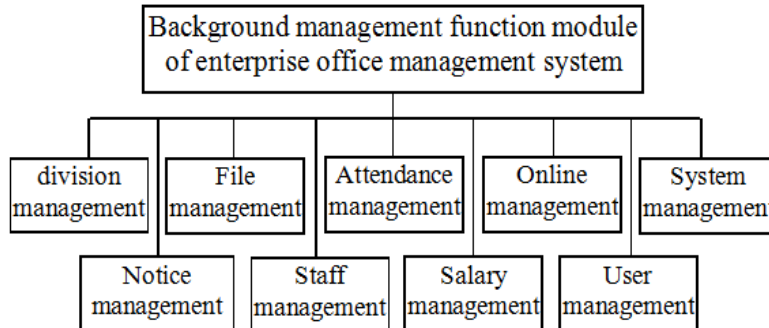 Background management function module
of enterprise office management system
division
management
File
management
Attendance
management
Online
management
System
management
Notice
management
Staff
management
Salary
management
User
management